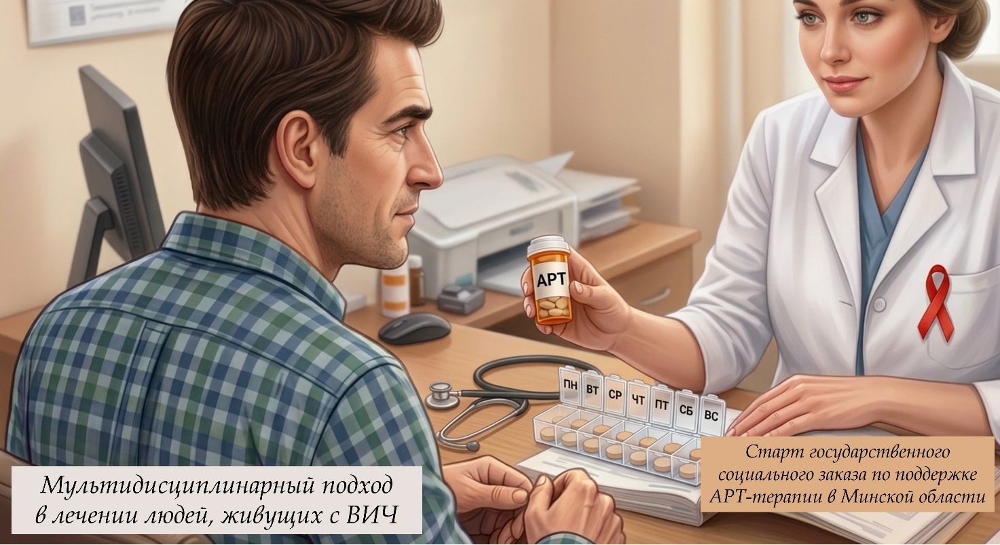 АРТ
ПН ВТ СР ЧТ ПТ СБ ВС
Мультидисциплинарный подход
в лечении людей, живущих с ВИЧ
Старт государственного
социального заказа по поддержке
АРТ-терапии в Минской области